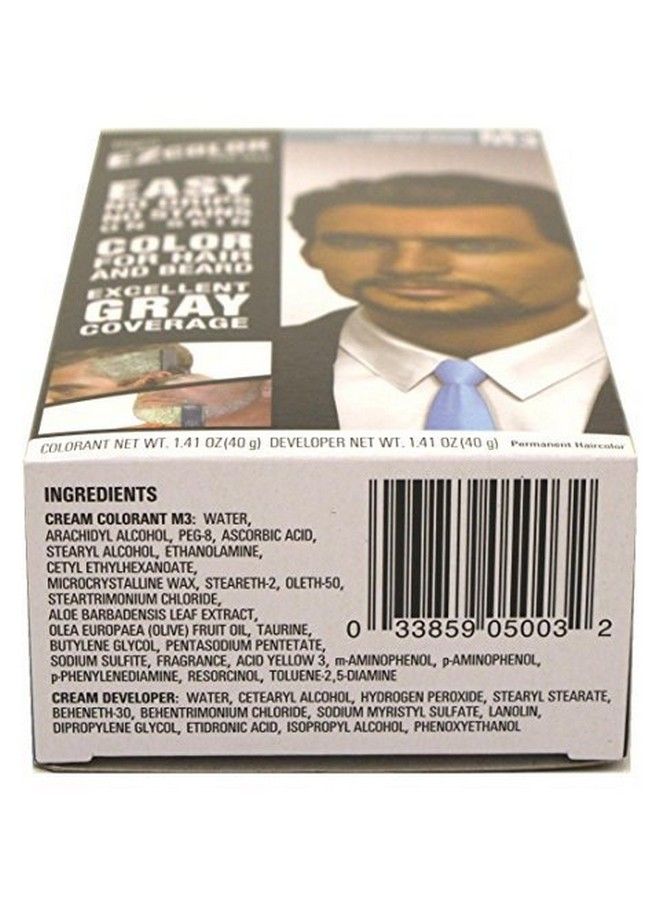 EZCOLOR
M3
EASY
NO DRIPS
NO STAINS
ON SKIN
COLOR
FOR HAIR
AND BEARD
EXCELLENT
GRAY
COVERAGE
COLORANT NET WT. 1.41 OZ(40 g) DEVELOPER NET WT. 1.41 OZ(40 g) Permanent Haircolor
INGREDIENTS
CREAM COLORANT M3: WATER,
ARACHIDYL ALCOHOL, PEG-8, ASCORBIC ACID,
STEARYL ALCOHOL, ETHANOLAMINE,
CETYL ETHYLHEXANOATE,
MICROCRYSTALLINE WAX, STEARETH-2, OLETH-50,
STEARTRIMONIUM CHLORIDE,
ALOE BARBADENSIS LEAF EXTRACT,
OLEA EUROPAEA (OLIVE) FRUIT OIL, TAURINE,
BUTYLENE GLYCOL, PENTASODIUM PENTETATE,
SODIUM SULFITE, FRAGRANCE, ACID YELLOW 3, m-AMINOPHENOL, p-AMINOPHENOL,
p-PHENYLENEDIAMINE, RESORCINOL, TOLUENE-2,5-DIAMINE
CREAM DEVELOPER: WATER, CETEARYL ALCOHOL, HYDROGEN PEROXIDE, STEARYL STEARATE,
BEHENETH-30, BEHENTRIMONIUM CHLORIDE, SODIUM MYRISTYL SULFATE, LANOLIN,
DIPROPYLENE GLYCOL, ETIDRONIC ACID, ISOPROPYL ALCOHOL, PHENOXYETHANOL
0 33859 05003 2